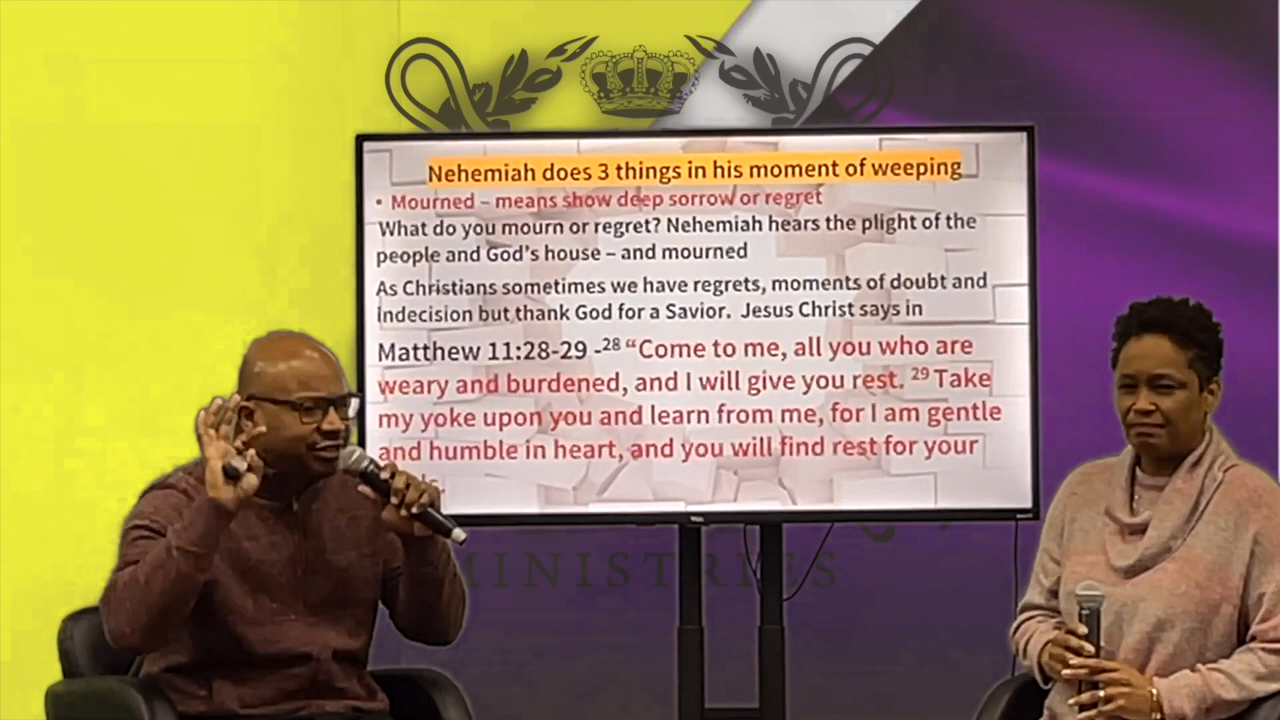 Nehemiah does 3 things in his moment of weeping
• Mourned – means show deep sorrow or regret
What do you mourn or regret? Nehemiah hears the plight of the
people and God's house – and mourned
As Christians sometimes we have regrets, moments of doubt and
indecision but thank God for a Savior. Jesus Christ says in
Matthew 11:28-29 -28 “Come to me, all you who are
weary and burdened, and I will give you rest. 29 Take
my yoke upon you and learn from me, for I am gentle
and humble in heart, and you will find rest for your
MINISTRIES